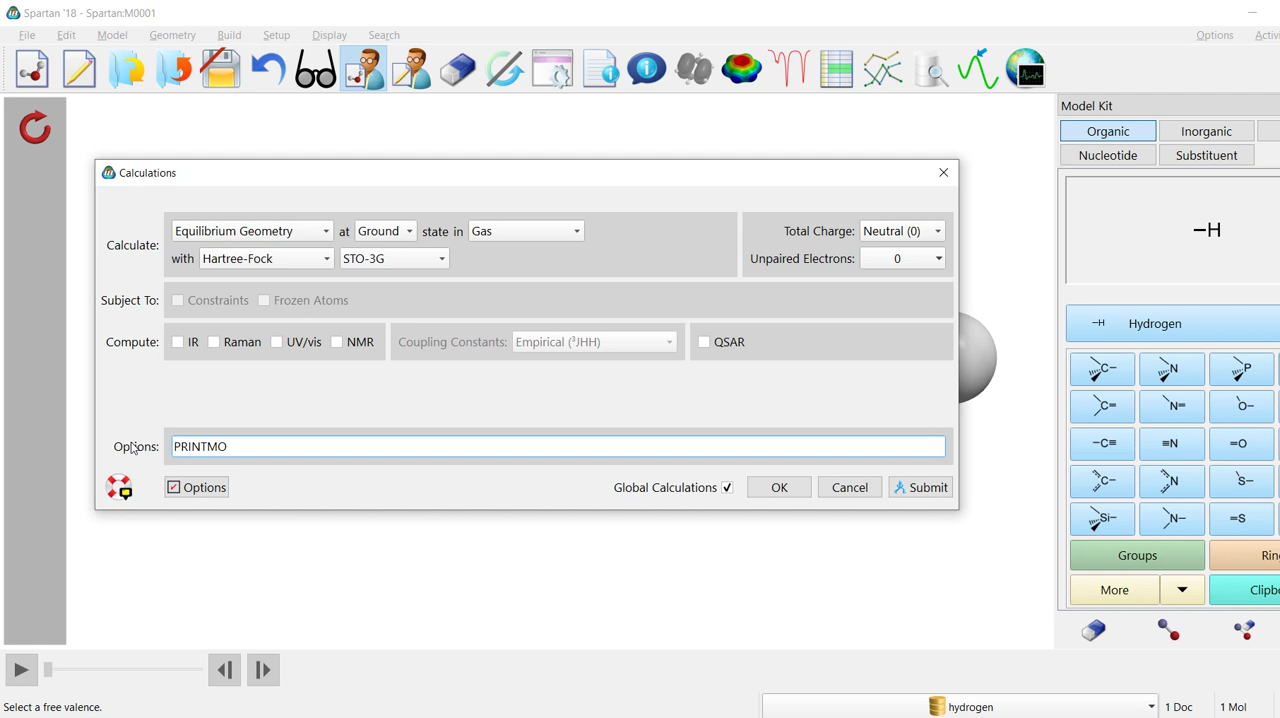 Spartan '18 - Spartan:M0001
File Edit Model Geometry Build Setup Display Search Options
Model Kit
Organic Inorganic
Nucleotide Substituent
–H
–H Hydrogen
C– N P
C= N= O–
–C≡ ≡N =O
C– N S–
Si– N– =S
Groups
More
Calculations
Calculate: Equilibrium Geometry at Ground state in Gas
with Hartree-Fock STO-3G
Total Charge: Neutral (0)
Unpaired Electrons: 0
Subject To: Constraints Frozen Atoms
Compute: IR Raman UV/vis NMR Coupling Constants: Empirical (³JHH) QSAR
Options: PRINTMO
Options Global Calculations OK Cancel Submit
Select a free valence. hydrogen 1 Doc 1 Mol